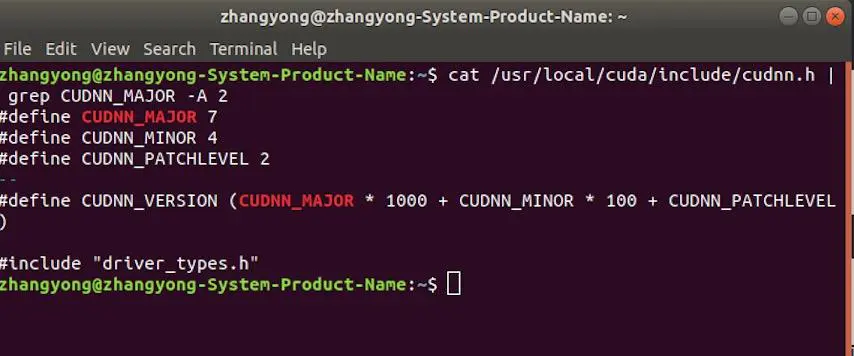 zhangyong@zhangyong-System-Product-Name: ~
File Edit View Search Terminal Help
zhangyong@zhangyong-System-Product-Name:~$ cat /usr/local/cuda/include/cudnn.h |
 grep CUDNN_MAJOR -A 2
#define CUDNN_MAJOR 7
#define CUDNN_MINOR 4
#define CUDNN_PATCHLEVEL 2
--
#define CUDNN_VERSION (CUDNN_MAJOR * 1000 + CUDNN_MINOR * 100 + CUDNN_PATCHLEVEL
)
#include "driver_types.h"
zhangyong@zhangyong-System-Product-Name:~$